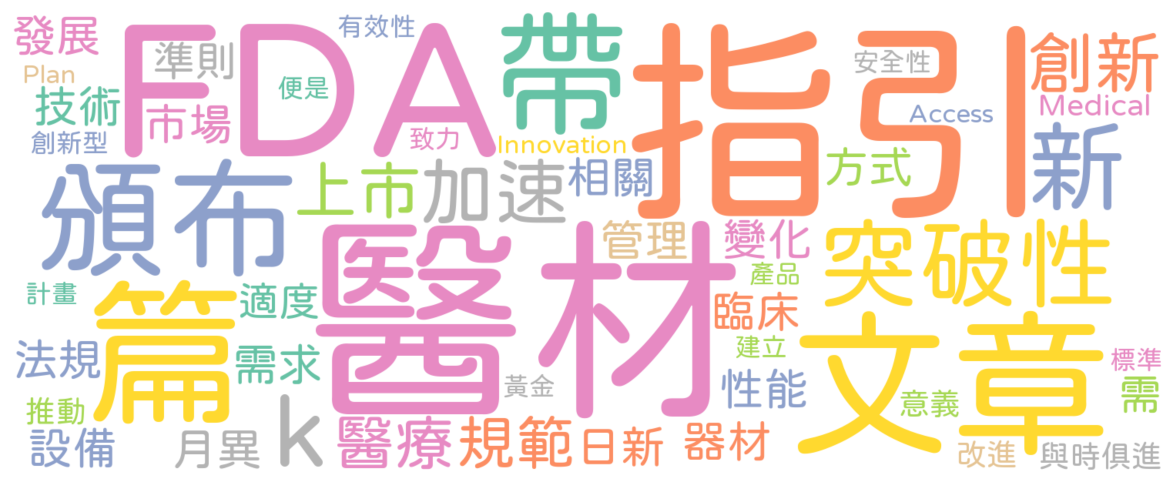 發展
Plan
技術
創新型
FDA
準則
市場
有效性
便是
致力
帶
Innovation
指引
安全性
Access
創新
Medical
新
頒布
上市
加速
相關
方式
管理
變化
產品
突破性
計畫
篇
適度
醫材
臨床
建立
文章
標準
法規
需求
黃金
性能
意義
需
推動
設備
月異
k
醫療
規範
日新
器材
改進
與時俱進